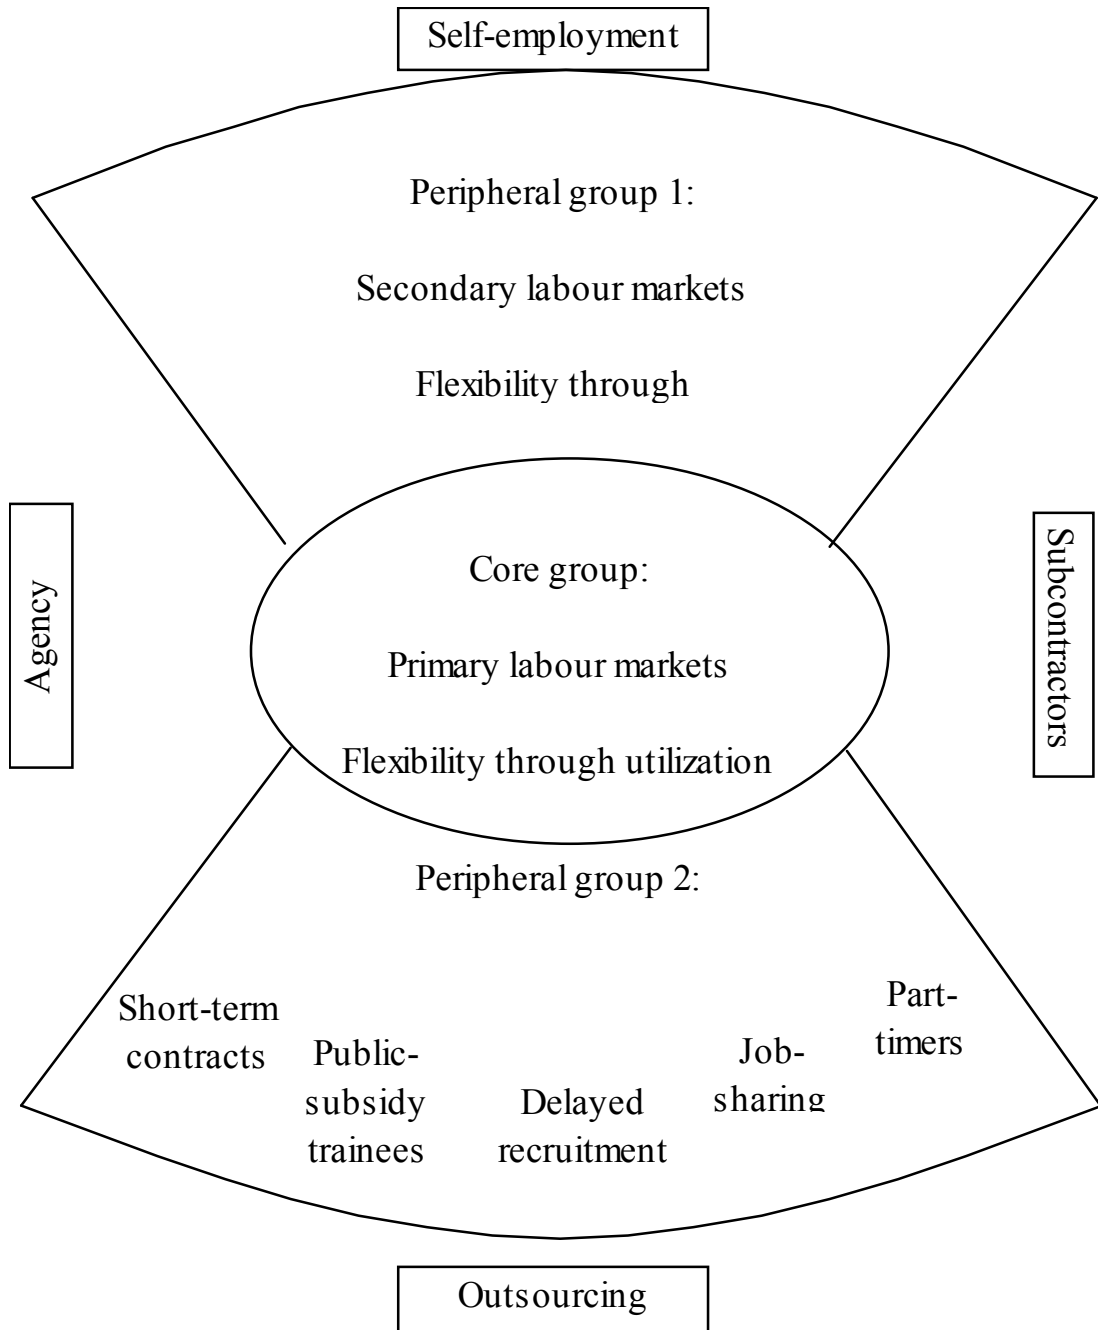 Self-employment
Peripheral group 1:
Secondary labour markets
Flexibility through
Core group:
Primary labour markets
Flexibility through utilization
Agency
Subcontractors
Peripheral group 2:
Short-term
contracts
Public-
subsidy
trainees
Delayed
recruitment
Job-
sharing
Part-
timers
Outsourcing